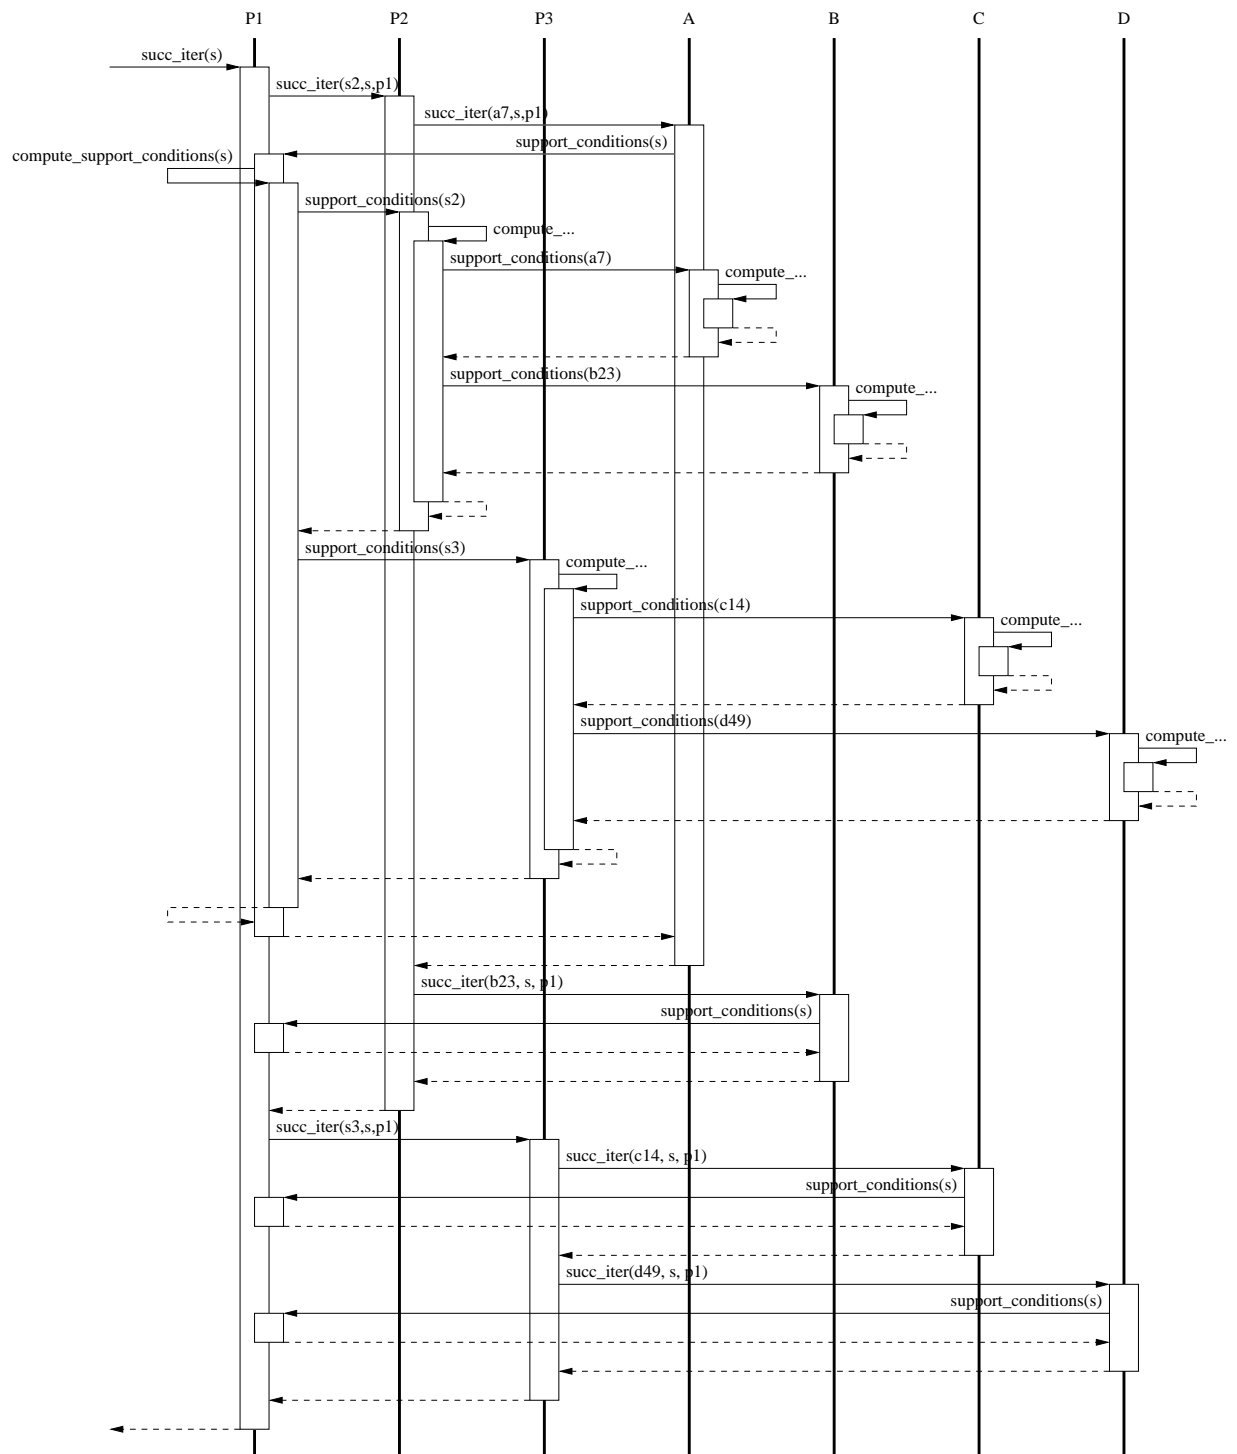 P1 P2 P3 A B C D
succ_iter(s)
succ_iter(s2,s,p1)
succ_iter(a7,s,p1)
support_conditions(s)
compute_support_conditions(s)
support_conditions(s2)
compute_...
support_conditions(a7)
compute_...
support_conditions(b23)
compute_...
support_conditions(s3)
compute_...
support_conditions(c14)
compute_...
support_conditions(d49)
compute_...
succ_iter(b23, s, p1)
support_conditions(s)
succ_iter(s3,s,p1)
succ_iter(c14, s, p1)
support_conditions(s)
succ_iter(d49, s, p1)
support_conditions(s)